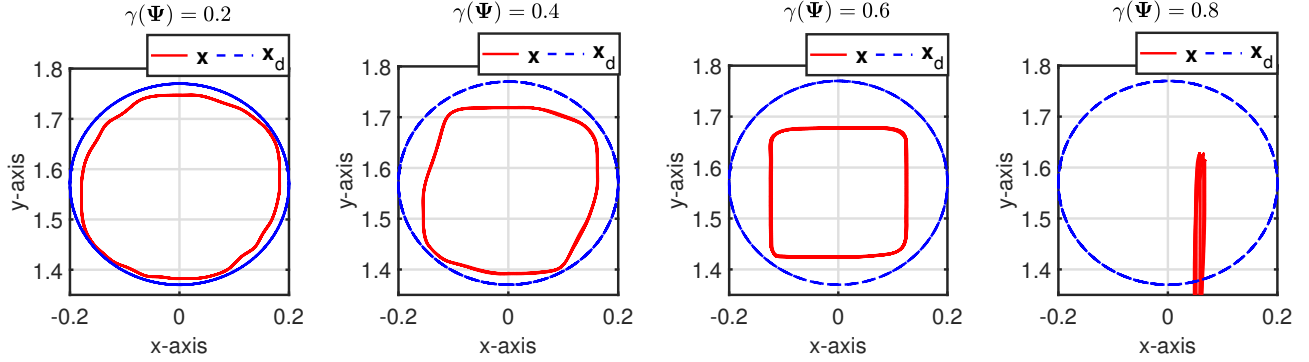 γ(Ψ) = 0.2
x x_d
1.8
1.7
1.6
1.5
1.4
y-axis
-0.2 0 0.2
x-axis
γ(Ψ) = 0.4
x x_d
1.8
1.7
1.6
1.5
1.4
y-axis
-0.2 0 0.2
x-axis
γ(Ψ) = 0.6
x x_d
1.8
1.7
1.6
1.5
1.4
y-axis
-0.2 0 0.2
x-axis
γ(Ψ) = 0.8
x x_d
1.8
1.7
1.6
1.5
1.4
y-axis
-0.2 0 0.2
x-axis